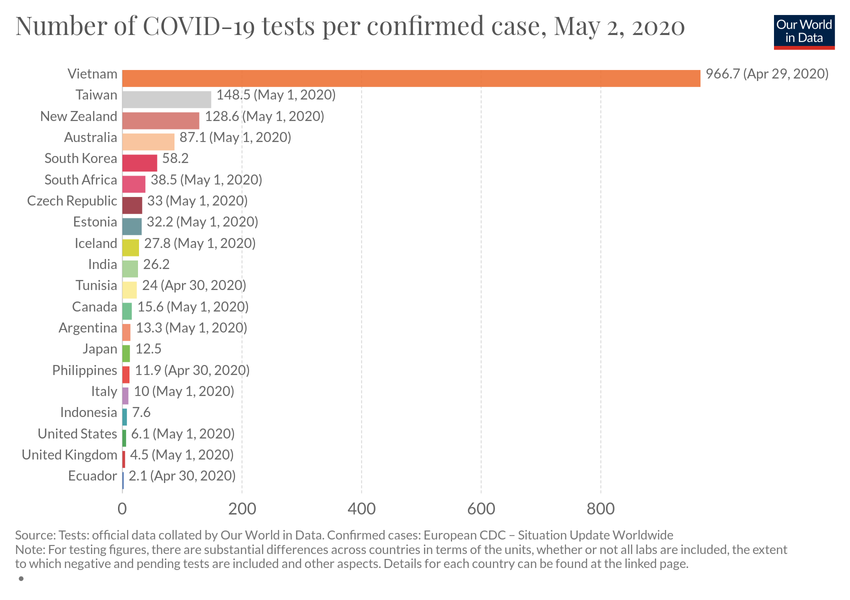 Number of COVID-19 tests per confirmed case, May 2, 2020
Our World
in Data
Vietnam 966.7 (Apr 29, 2020)
Taiwan 148.5 (May 1, 2020)
New Zealand 128.6 (May 1, 2020)
Australia 87.1 (May 1, 2020)
South Korea 58.2
South Africa 38.5 (May 1, 2020)
Czech Republic 33 (May 1, 2020)
Estonia 32.2 (May 1, 2020)
Iceland 27.8 (May 1, 2020)
India 26.2
Tunisia 24 (Apr 30, 2020)
Canada 15.6 (May 1, 2020)
Argentina 13.3 (May 1, 2020)
Japan 12.5
Philippines 11.9 (Apr 30, 2020)
Italy 10 (May 1, 2020)
Indonesia 7.6
United States 6.1 (May 1, 2020)
United Kingdom 4.5 (May 1, 2020)
Ecuador 2.1 (Apr 30, 2020)
0 200 400 600 800
Source: Tests: official data collated by Our World in Data. Confirmed cases: European CDC – Situation Update Worldwide
Note: For testing figures, there are substantial differences across countries in terms of the units, whether or not all labs are included, the extent
to which negative and pending tests are included and other aspects. Details for each country can be found at the linked page.
•